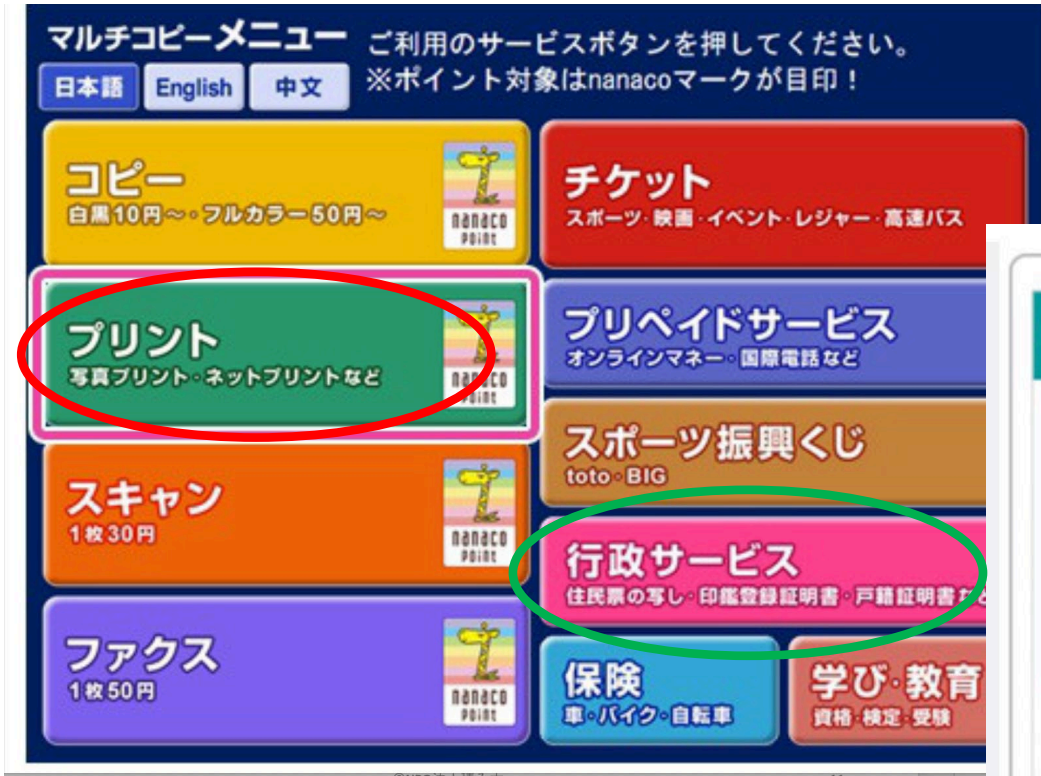 マルチコピーメニュー
ご利用のサービスボタンを押してください。
※ポイント対象はnanacoマークが目印！
日本語 English 中文
コピー
白黒10円～・フルカラー50円～
nanaco
point
チケット
スポーツ・映画・イベント・レジャー・高速バス
プリント
写真プリント・ネットプリントなど
nanaco
point
プリペイドサービス
オンラインマネー・国際電話など
スポーツ振興くじ
toto・BIG
スキャン
1枚30円
nanaco
point
行政サービス
住民票の写し・印鑑登録証明書・戸籍証明書など
ファクス
1枚50円
nanaco
point
保険
車・バイク・自転車
学び・教育
資格・検定・受験